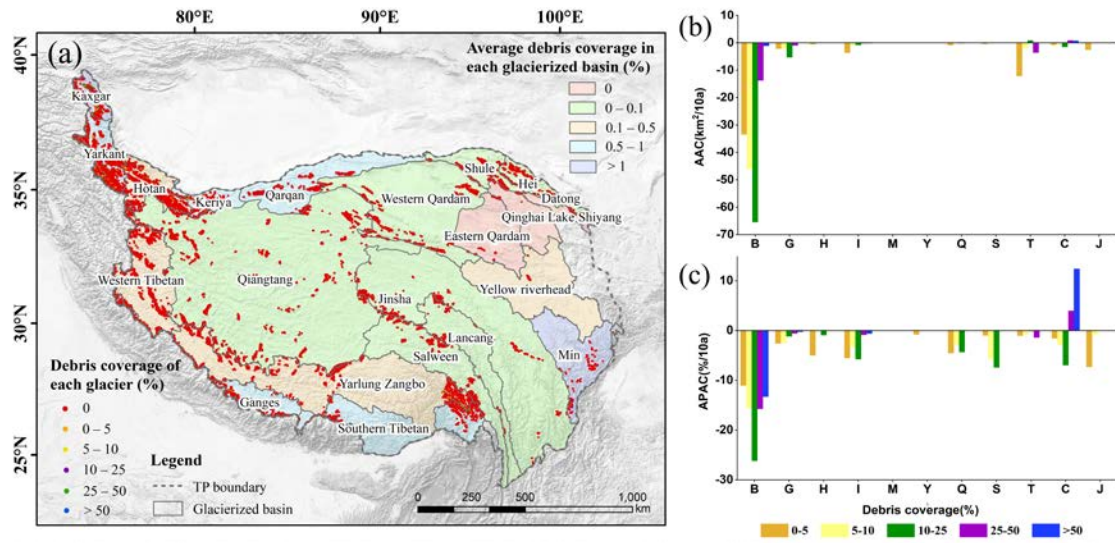 80°E
90°E
100°E
(a)
40°N
35°N
30°N
25°N
Average debris coverage in
each glacierized basin (%)
0
0 – 0.1
0.1 – 0.5
0.5 – 1
> 1
Kaxgar
Yarkant
Hotan
Keriya
Qarqan
Western Qardam
Shule
Hei
Datong
Qinghai Lake Shiyang
Eastern Qardam
Western Tibetan
Qiangtang
Yellow riverhead
Jinsha
Lancang
Salween
Min
Yarlung Zangbo
Ganges
Southern Tibetan
Debris coverage of
each glacier (%)
0
0 – 5
5 – 10
10 – 25
25 – 50
> 50
Legend
TP boundary
Glacierized basin
0 250 500 1,000
km
(b)
AAC(km²/10a)
10
0
-10
-20
-30
-40
-50
-60
-70
B G H I M Y Q S T C J
(c)
APAC(%/10a)
10
0
-10
-20
-30
B G H I M Y Q S T C J
Debris coverage(%)
0-5 5-10 10-25 25-50 >50